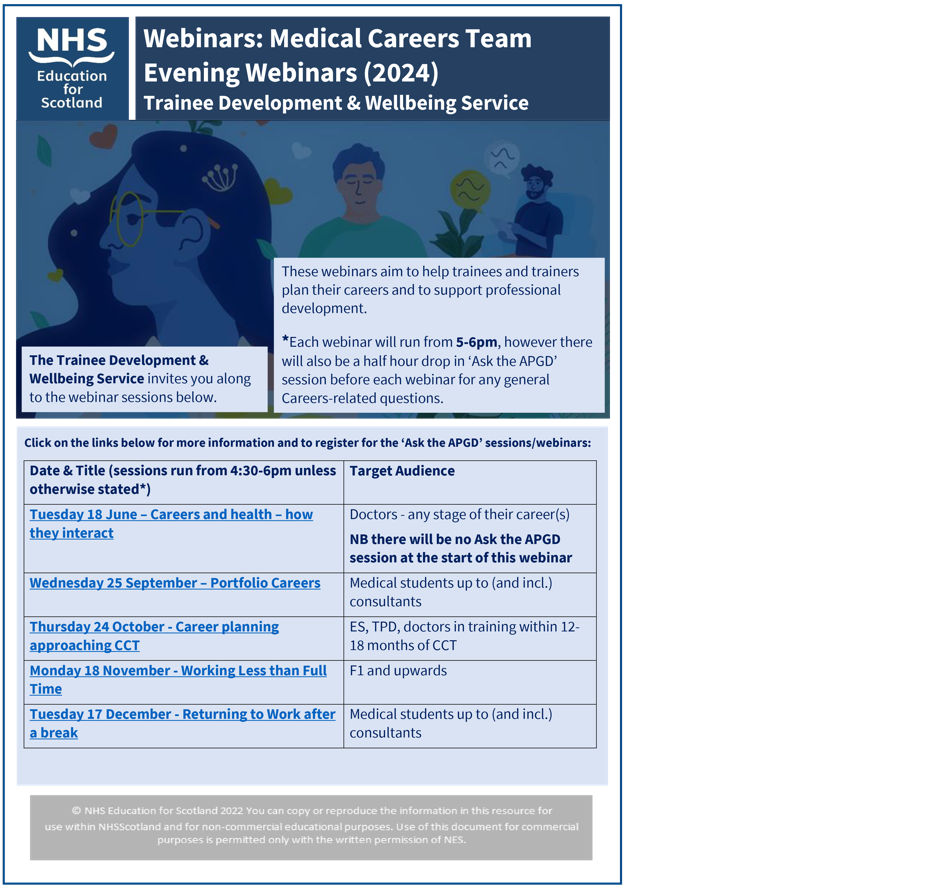 NHS
Education
for
Scotland
Webinars: Medical Careers Team
Evening Webinars (2024)
Trainee Development & Wellbeing Service
These webinars aim to help trainees and trainers
plan their careers and to support professional
development.
*Each webinar will run from 5-6pm, however there
will also be a half hour drop in ‘Ask the APGD’
session before each webinar for any general
Careers-related questions.
The Trainee Development &
Wellbeing Service invites you along
to the webinar sessions below.
Click on the links below for more information and to register for the ‘Ask the APGD’ sessions/webinars:
Date & Title (sessions run from 4:30-6pm unless
otherwise stated*)
Target Audience
Tuesday 18 June – Careers and health – how
they interact
Doctors - any stage of their career(s)
NB there will be no Ask the APGD
session at the start of this webinar
Wednesday 25 September – Portfolio Careers
Medical students up to (and incl.)
consultants
Thursday 24 October - Career planning
approaching CCT
ES, TPD, doctors in training within 12-
18 months of CCT
Monday 18 November - Working Less than Full
Time
F1 and upwards
Tuesday 17 December - Returning to Work after
a break
Medical students up to (and incl.)
consultants
© NHS Education for Scotland 2022 You can copy or reproduce the information in this resource for
use within NHSScotland and for non-commercial educational purposes. Use of this document for commercial
purposes is permitted only with the written permission of NES.